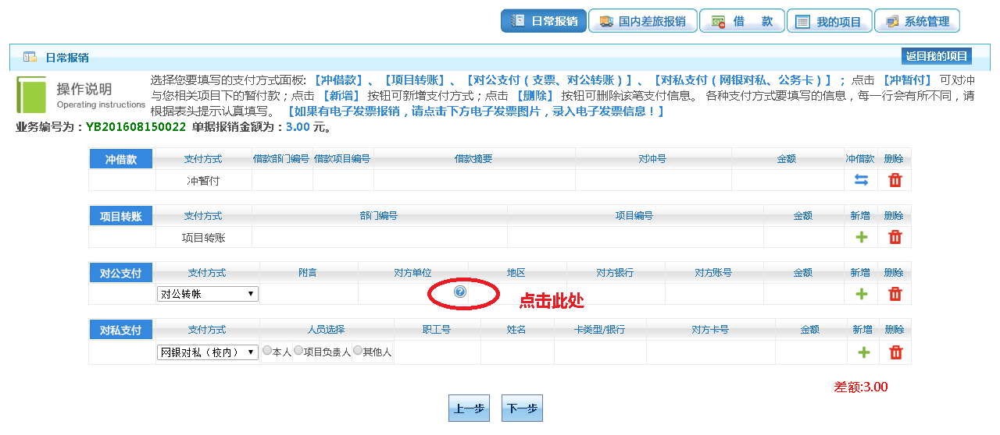 日常报销 国内差旅报销 借 款 我的项目 系统管理
日常报销 返回我的项目
操作说明
Operating instructions
选择您要填写的支付方式面板: 【冲借款】、【项目转账】、【对公支付（支票、对公转账）】、【对私支付（网银对私、公务卡）】；点击 【冲暂付】 可对冲
与您相关项目下的暂付款；点击 【新增】 按钮可新增支付方式；点击 【删除】 按钮可删除该笔支付信息。 各种支付方式要填写的信息，每一行会有所不同，请
根据表头提示认真填写。 【如果有电子发票报销，请点击下方电子发票图片，录入电子发票信息！】
业务编号为：YB201608150022 单据报销金额为：3.00 元。
冲借款 支付方式 借款部门编号 借款项目编号 借款摘要 对冲号 金额 冲借款 删除
冲暂付
项目转账 支付方式 部门编号 项目编号 金额 新增 删除
项目转账
对公支付 支付方式 附言 对方单位 地区 对方银行 对方账号 金额 新增 删除
对公转帐 ?
点击此处
对私支付 支付方式 人员选择 职工号 姓名 卡类型/银行 对方卡号 金额 新增 删除
网银对私（校内） 本人 项目负责人 其他人
差额:3.00
上一步 下一步